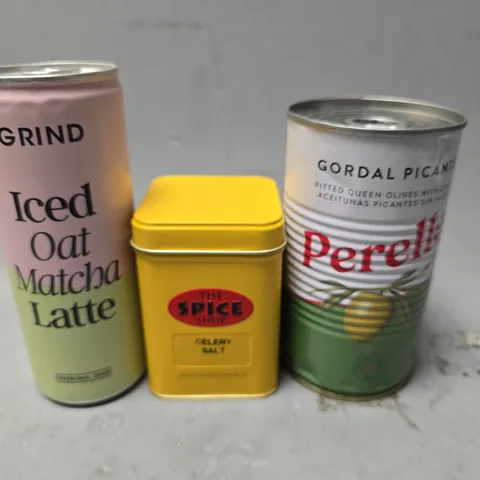 GRIND
Iced
Oat
Matcha
Latte
THE
SPICE
SHOP
CELERY
SALT
GORDAL PICANT
PITTED QUEEN OLIVES WITH
ACEITUNAS PICANTES SIN
Perell